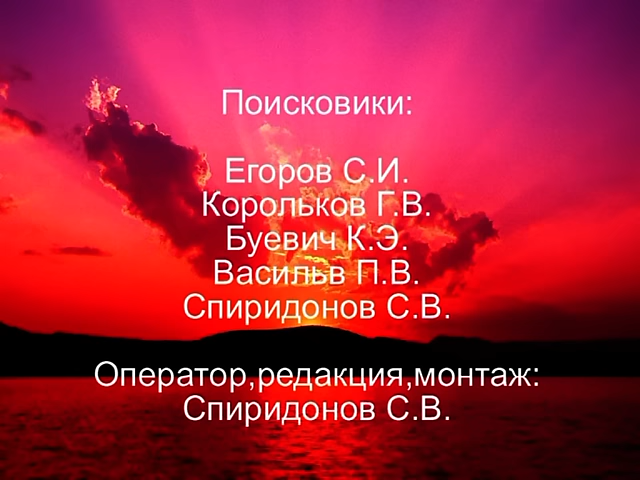 Поисковики:
Егоров С.И.
Корольков Г.В.
Буевич К.Э.
Васильв П.В.
Спиридонов С.В.
Оператор,редакция,монтаж:
Спиридонов С.В.